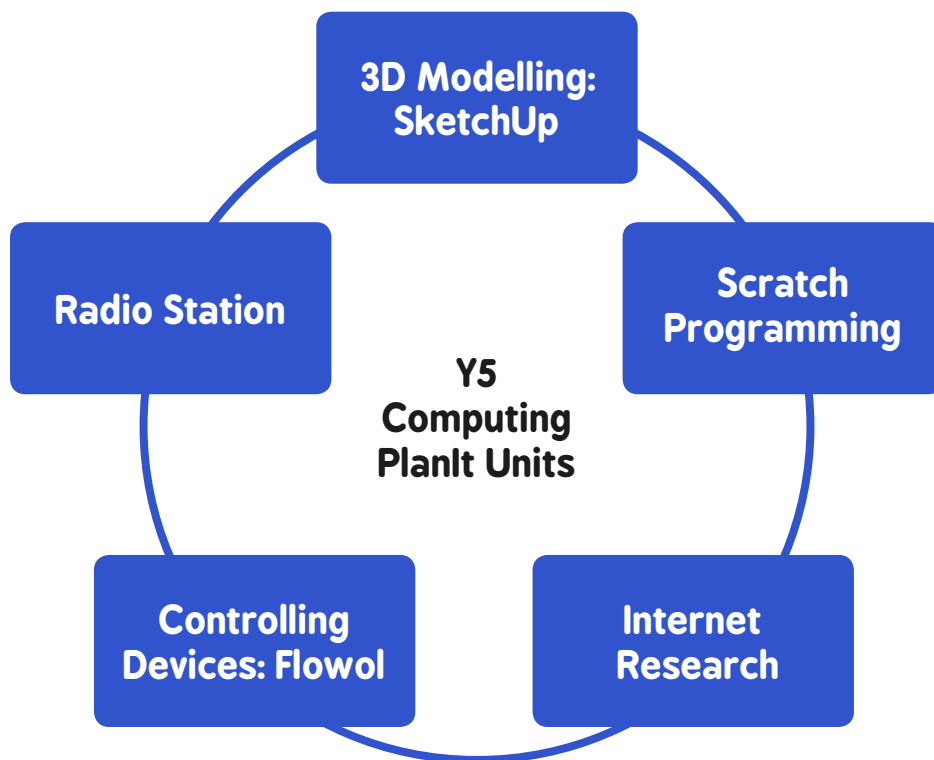 3D Modelling:
SketchUp
Scratch
Programming
Internet
Research
Controlling
Devices: Flowol
Radio Station
Y5
Computing
PlanIt Units